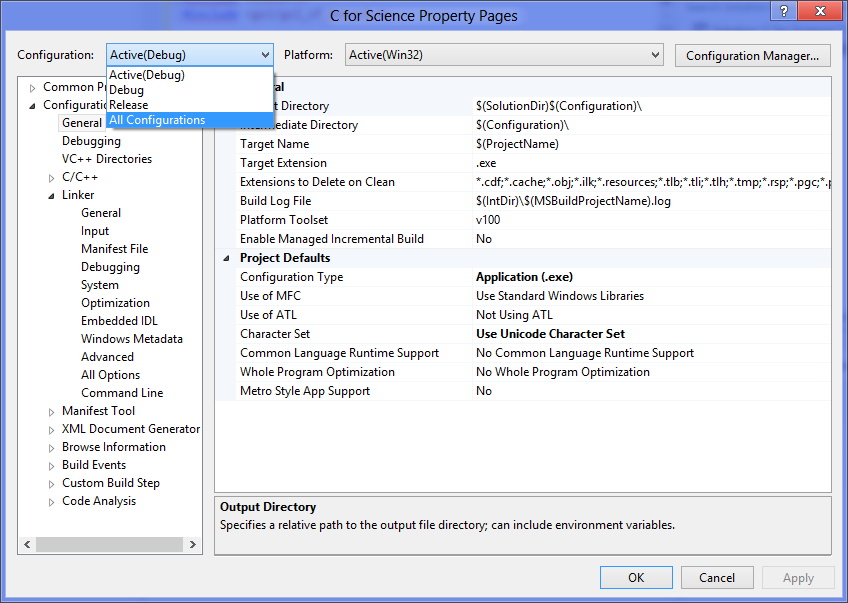 C for Science Property Pages
?
Configuration: Active(Debug) Platform: Active(Win32) Configuration Manager...
Active(Debug)
Debug
Release
All Configurations
Common Pr
Configuratio
General
Debugging
VC++ Directories
C/C++
Linker
General
Input
Manifest File
Debugging
System
Optimization
Embedded IDL
Windows Metadata
Advanced
All Options
Command Line
Manifest Tool
XML Document Generator
Browse Information
Build Events
Custom Build Step
Code Analysis
al
t Directory $(SolutionDir)$(Configuration)\
Intermediate Directory $(Configuration)\
Target Name $(ProjectName)
Target Extension .exe
Extensions to Delete on Clean *.cdf;*.cache;*.obj;*.ilk;*.resources;*.tlb;*.tli;*.tlh;*.tmp;*.rsp;*.pgc;*.p
Build Log File $(IntDir)\$(MSBuildProjectName).log
Platform Toolset v100
Enable Managed Incremental Build No
Project Defaults
Configuration Type Application (.exe)
Use of MFC Use Standard Windows Libraries
Use of ATL Not Using ATL
Character Set Use Unicode Character Set
Common Language Runtime Support No Common Language Runtime Support
Whole Program Optimization No Whole Program Optimization
Metro Style App Support No
Output Directory
Specifies a relative path to the output file directory; can include environment variables.
OK Cancel Apply